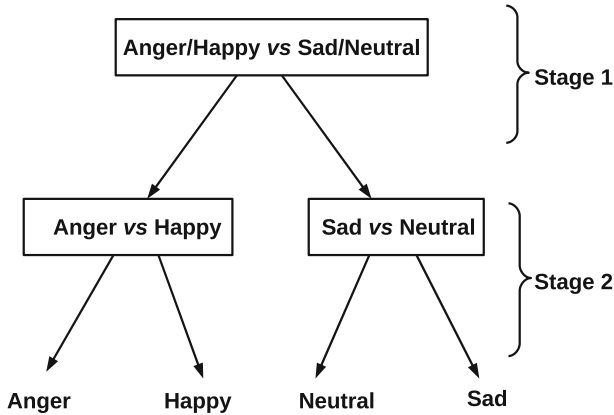 Anger/Happy vs Sad/Neutral
Stage 1
Anger vs Happy
Sad vs Neutral
Stage 2
Anger
Happy
Neutral
Sad